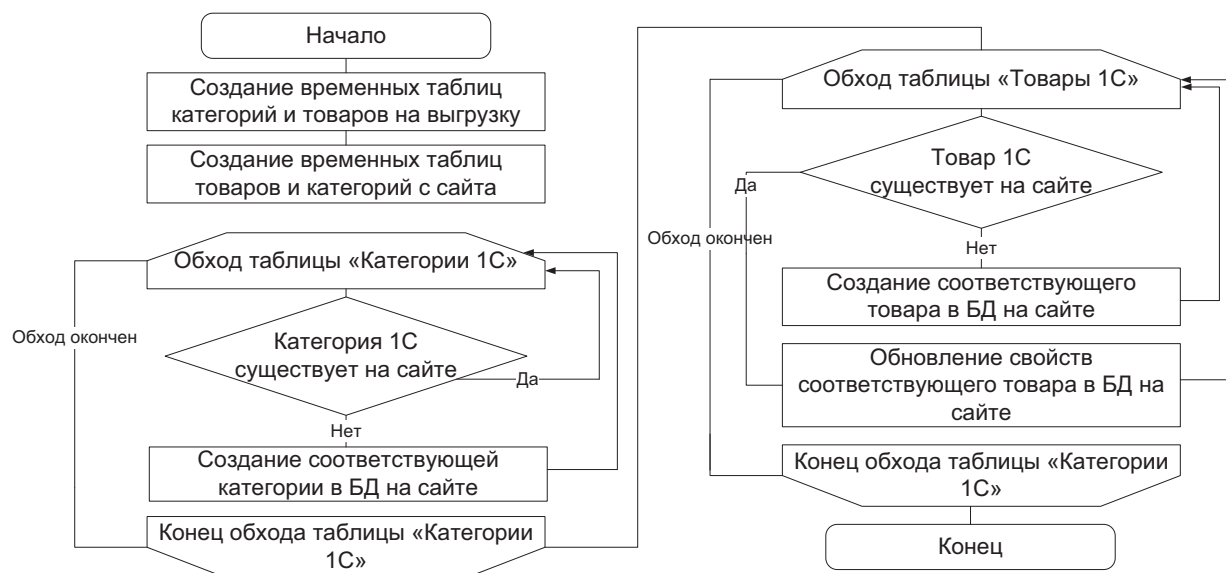 Начало
Создание временных таблиц
категорий и товаров на выгрузку
Создание временных таблиц
товаров и категорий с сайта
Обход таблицы «Категории 1С»
Обход окончен
Категория 1С
существует на сайте
Да
Нет
Создание соответствующей
категории в БД на сайте
Конец обхода таблицы «Категории
1С»
Обход таблицы «Товары 1С»
Товар 1С
существует на сайте
Да
Обход окончен
Нет
Создание соответствующего
товара в БД на сайте
Обновление свойств
соответствующего товара в БД на
сайте
Конец обхода таблицы «Категории
1С»
Конец